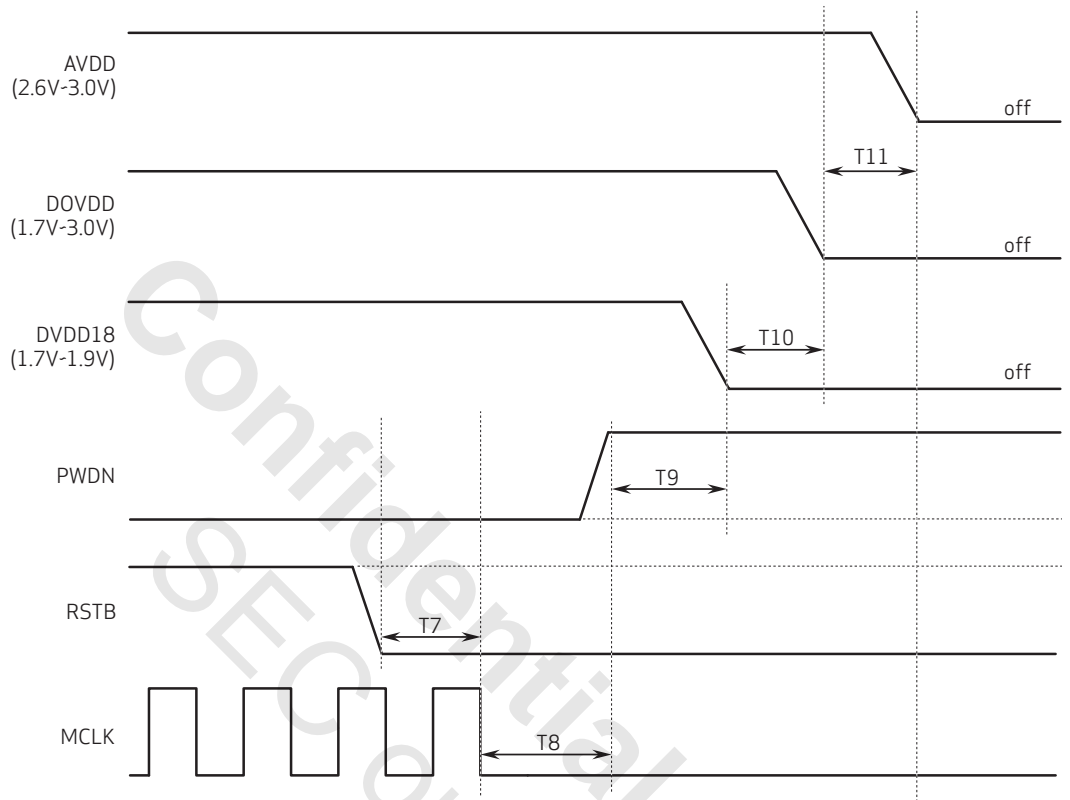 AVDD
(2.6V-3.0V)
off
T11
DOVDD
(1.7V-3.0V)
off
DVDD18
(1.7V-1.9V)
T10
off
PWDN
T9
RSTB
T7
MCLK
T8
Confidential
SEC